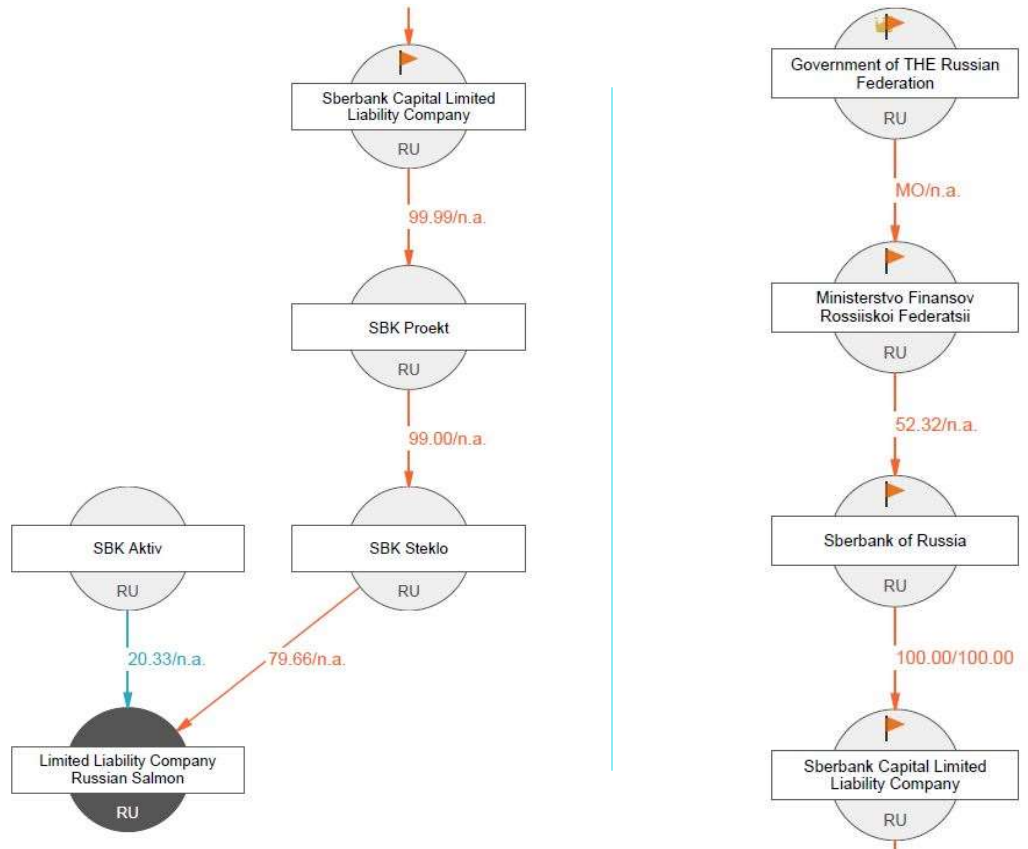 Sberbank Capital Limited
Liability Company
RU
99.99/n.a.
SBK Proekt
RU
99.00/n.a.
SBK Aktiv
RU
SBK Steklo
RU
20.33/n.a.
79.66/n.a.
Limited Liability Company
Russian Salmon
RU
Government of THE Russian
Federation
RU
MO/n.a.
Ministerstvo Finansov
Rossiiskoi Federatsii
RU
52.32/n.a.
Sberbank of Russia
RU
100.00/100.00
Sberbank Capital Limited
Liability Company
RU